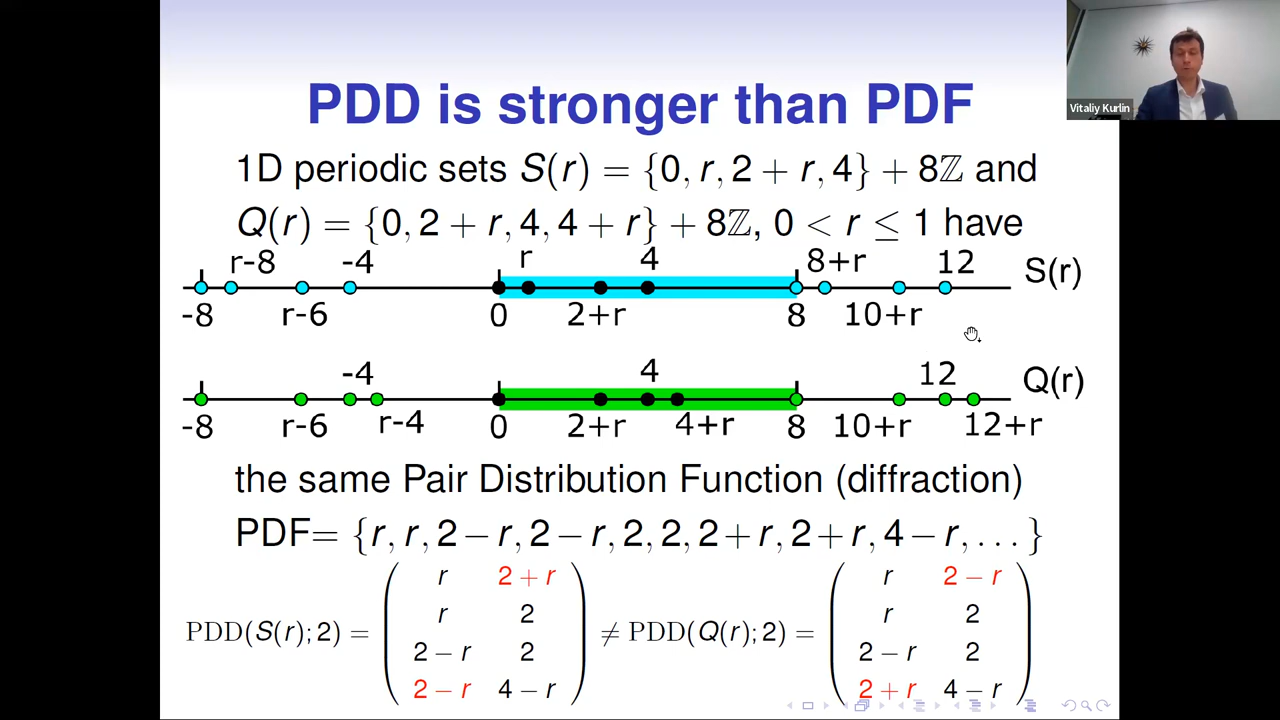 PDD is stronger than PDF
Vitaliy Kurlin
1D periodic sets S(r) = {0, r, 2 + r, 4} + 8ℤ and
Q(r) = {0, 2 + r, 4, 4 + r} + 8ℤ, 0 < r ≤ 1 have
r-8 -4 r 4 8+r 12 S(r)
-8 r-6 0 2+r 8 10+r
-4 4 12 Q(r)
-8 r-6 r-4 0 2+r 4+r 8 10+r 12+r
the same Pair Distribution Function (diffraction)
PDF= {r, r, 2 − r, 2 − r, 2, 2, 2 + r, 2 + r, 4 − r, . . . }
r 2 + r r 2 − r
r 2 r 2
PDD(S(r); 2) = ≠ PDD(Q(r); 2) =
2 − r 2 2 − r 2
2 − r 4 − r 2 + r 4 − r